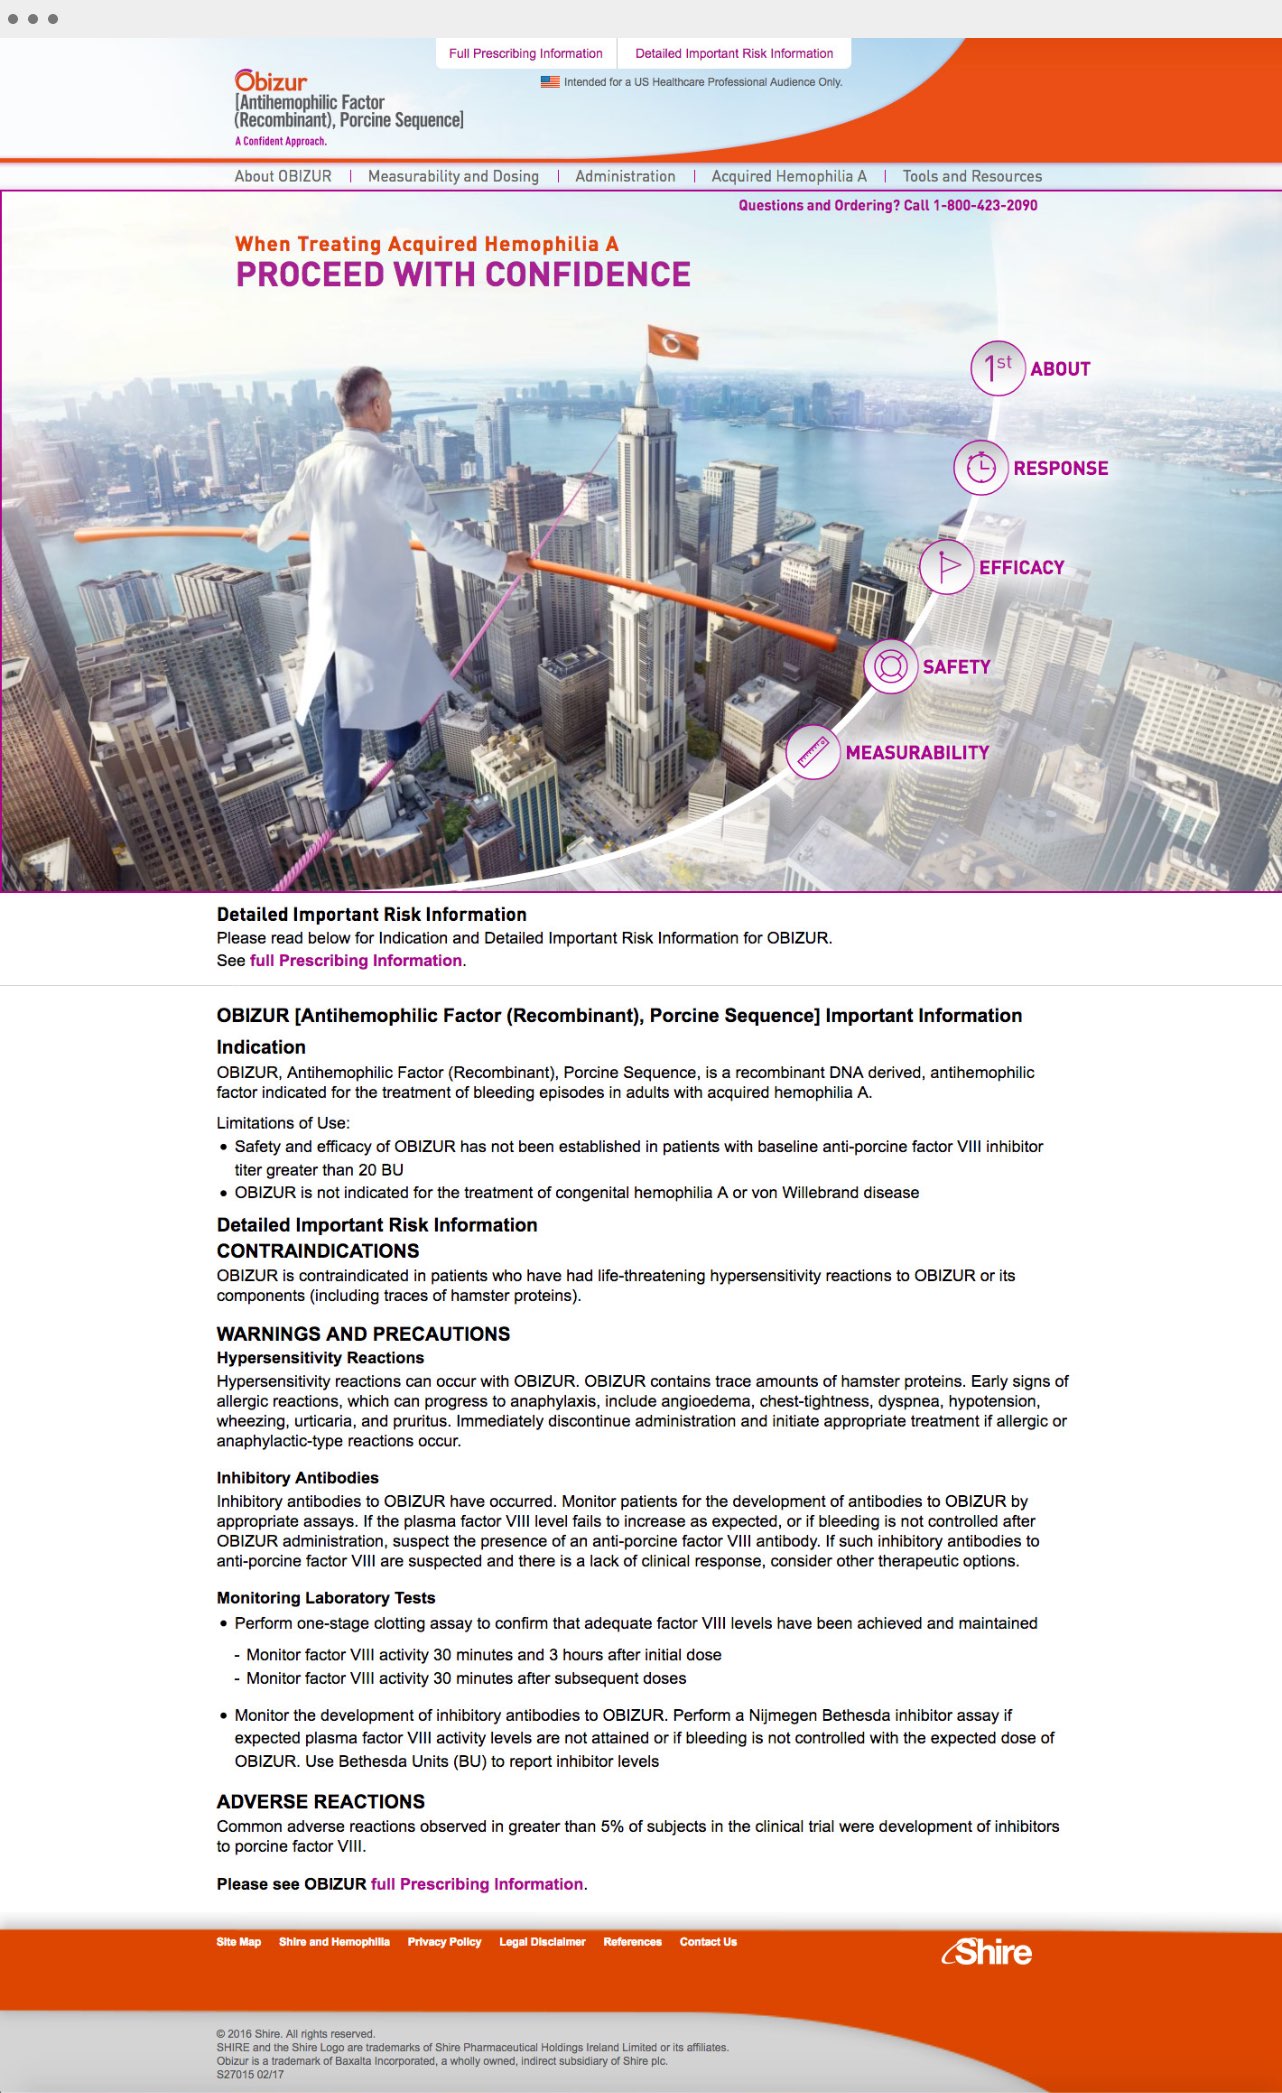 Full Prescribing Information
Detailed Important Risk Information
Intended for a US Healthcare Professional Audience Only.
Obizur
[Antihemophilic Factor
(Recombinant), Porcine Sequence]
A Confident Approach.
About OBIZUR | Measurability and Dosing | Administration | Acquired Hemophilia A | Tools and Resources
Questions and Ordering? Call 1-800-423-2090
When Treating Acquired Hemophilia A
PROCEED WITH CONFIDENCE
1st ABOUT
RESPONSE
EFFICACY
SAFETY
MEASURABILITY
Detailed Important Risk Information
Please read below for Indication and Detailed Important Risk Information for OBIZUR.
See full Prescribing Information.
OBIZUR [Antihemophilic Factor (Recombinant), Porcine Sequence] Important Information
Indication
OBIZUR, Antihemophilic Factor (Recombinant), Porcine Sequence, is a recombinant DNA derived, antihemophilic
factor indicated for the treatment of bleeding episodes in adults with acquired hemophilia A.
Limitations of Use:
• Safety and efficacy of OBIZUR has not been established in patients with baseline anti-porcine factor VIII inhibitor
titer greater than 20 BU
• OBIZUR is not indicated for the treatment of congenital hemophilia A or von Willebrand disease
Detailed Important Risk Information
CONTRAINDICATIONS
OBIZUR is contraindicated in patients who have had life-threatening hypersensitivity reactions to OBIZUR or its
components (including traces of hamster proteins).
WARNINGS AND PRECAUTIONS
Hypersensitivity Reactions
Hypersensitivity reactions can occur with OBIZUR. OBIZUR contains trace amounts of hamster proteins. Early signs of
allergic reactions, which can progress to anaphylaxis, include angioedema, chest-tightness, dyspnea, hypotension,
wheezing, urticaria, and pruritus. Immediately discontinue administration and initiate appropriate treatment if allergic or
anaphylactic-type reactions occur.
Inhibitory Antibodies
Inhibitory antibodies to OBIZUR have occurred. Monitor patients for the development of antibodies to OBIZUR by
appropriate assays. If the plasma factor VIII level fails to increase as expected, or if bleeding is not controlled after
OBIZUR administration, suspect the presence of an anti-porcine factor VIII antibody. If such inhibitory antibodies to
anti-porcine factor VIII are suspected and there is a lack of clinical response, consider other therapeutic options.
Monitoring Laboratory Tests
• Perform one-stage clotting assay to confirm that adequate factor VIII levels have been achieved and maintained
- Monitor factor VIII activity 30 minutes and 3 hours after initial dose
- Monitor factor VIII activity 30 minutes after subsequent doses
• Monitor the development of inhibitory antibodies to OBIZUR. Perform a Nijmegen Bethesda inhibitor assay if
expected plasma factor VIII activity levels are not attained or if bleeding is not controlled with the expected dose of
OBIZUR. Use Bethesda Units (BU) to report inhibitor levels
ADVERSE REACTIONS
Common adverse reactions observed in greater than 5% of subjects in the clinical trial were development of inhibitors
to porcine factor VIII.
Please see OBIZUR full Prescribing Information.
Site Map Shire and Hemophilia Privacy Policy Legal Disclaimer References Contact Us
Shire
© 2016 Shire. All rights reserved.
SHIRE and the Shire Logo are trademarks of Shire Pharmaceutical Holdings Ireland Limited or its affiliates.
Obizur is a trademark of Baxalta Incorporated, a wholly owned, indirect subsidiary of Shire plc.
S27015 02/17